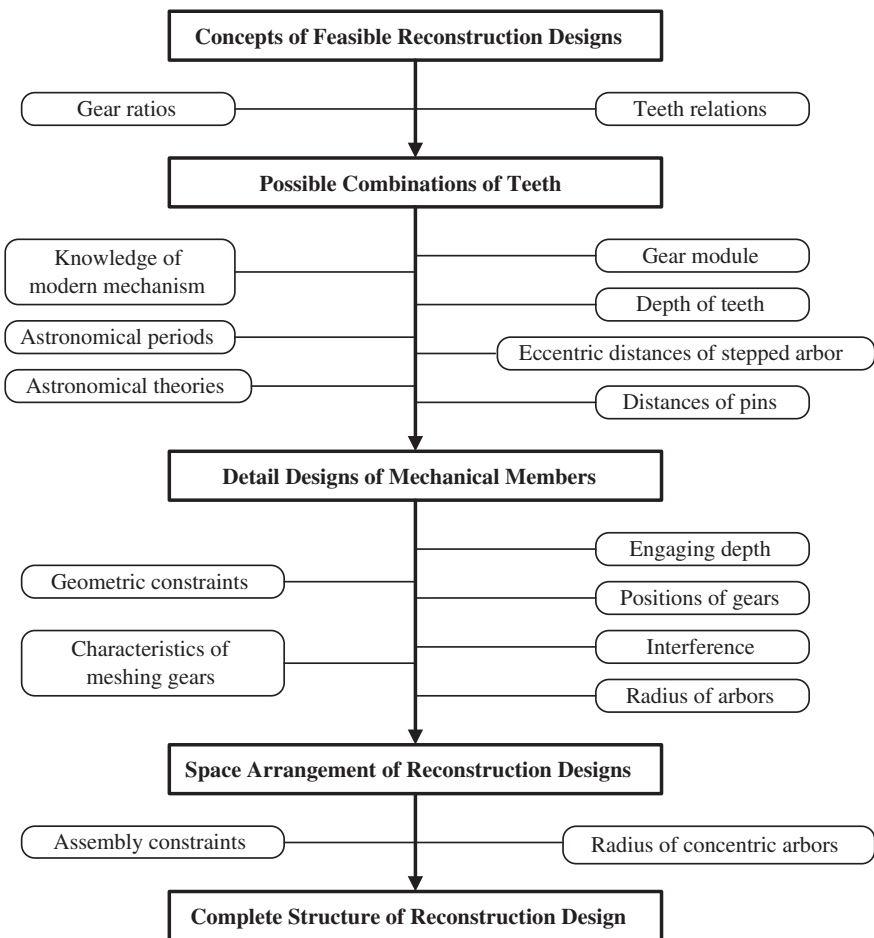 Concepts of Feasible Reconstruction Designs
Gear ratios
Teeth relations
Possible Combinations of Teeth
Knowledge of
modern mechanism
Gear module
Depth of teeth
Astronomical periods
Eccentric distances of stepped arbor
Astronomical theories
Distances of pins
Detail Designs of Mechanical Members
Engaging depth
Geometric constraints
Positions of gears
Characteristics of
meshing gears
Interference
Radius of arbors
Space Arrangement of Reconstruction Designs
Assembly constraints
Radius of concentric arbors
Complete Structure of Reconstruction Design